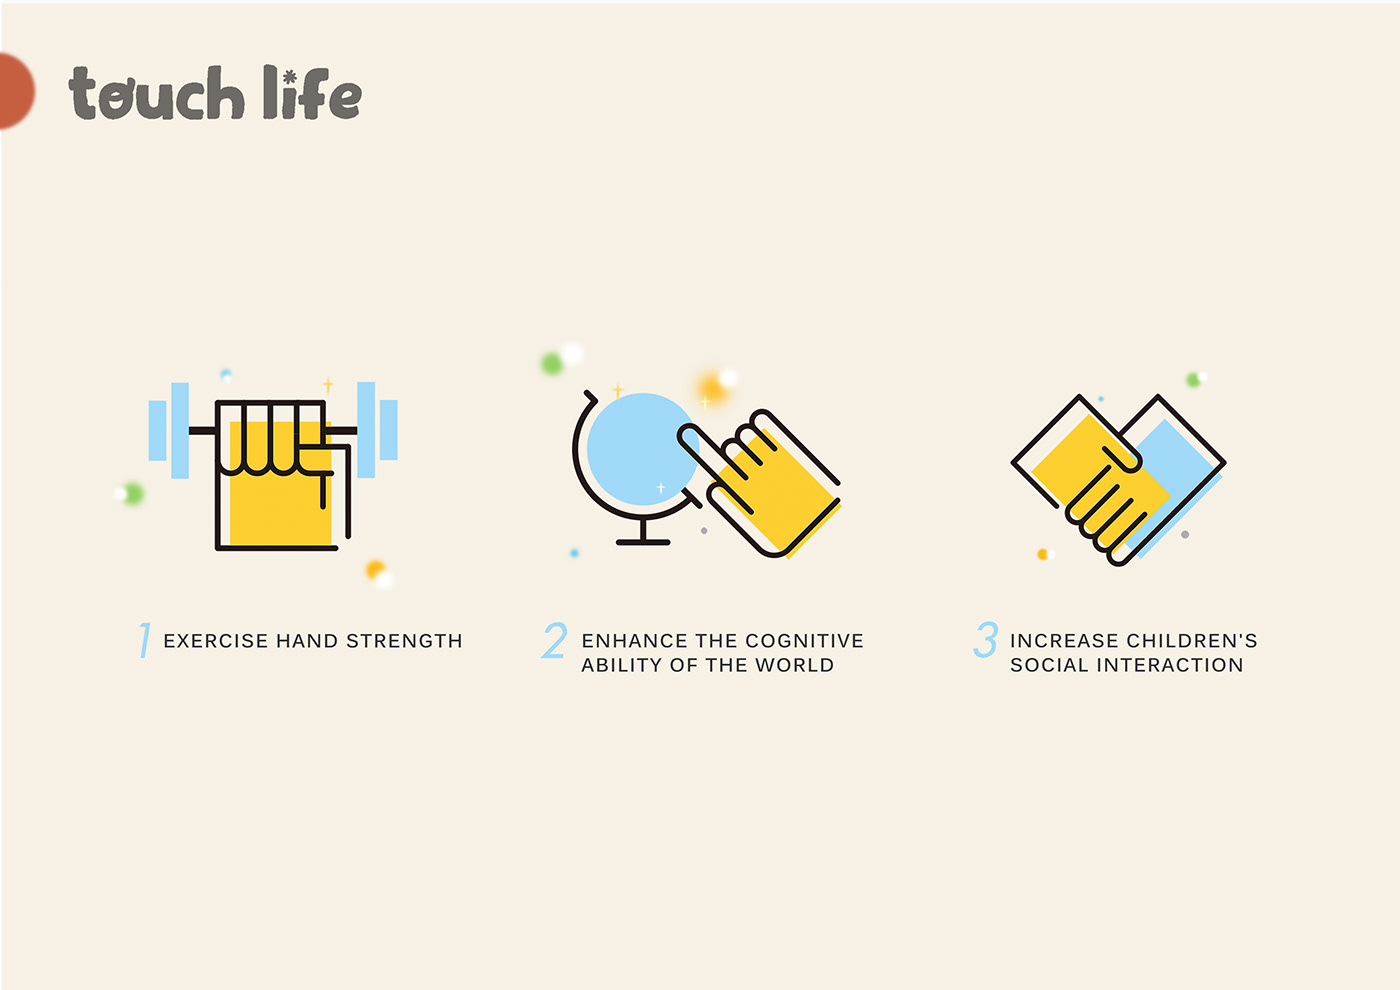 touch life
1 EXERCISE HAND STRENGTH
2 ENHANCE THE COGNITIVE
ABILITY OF THE WORLD
3 INCREASE CHILDREN'S
SOCIAL INTERACTION